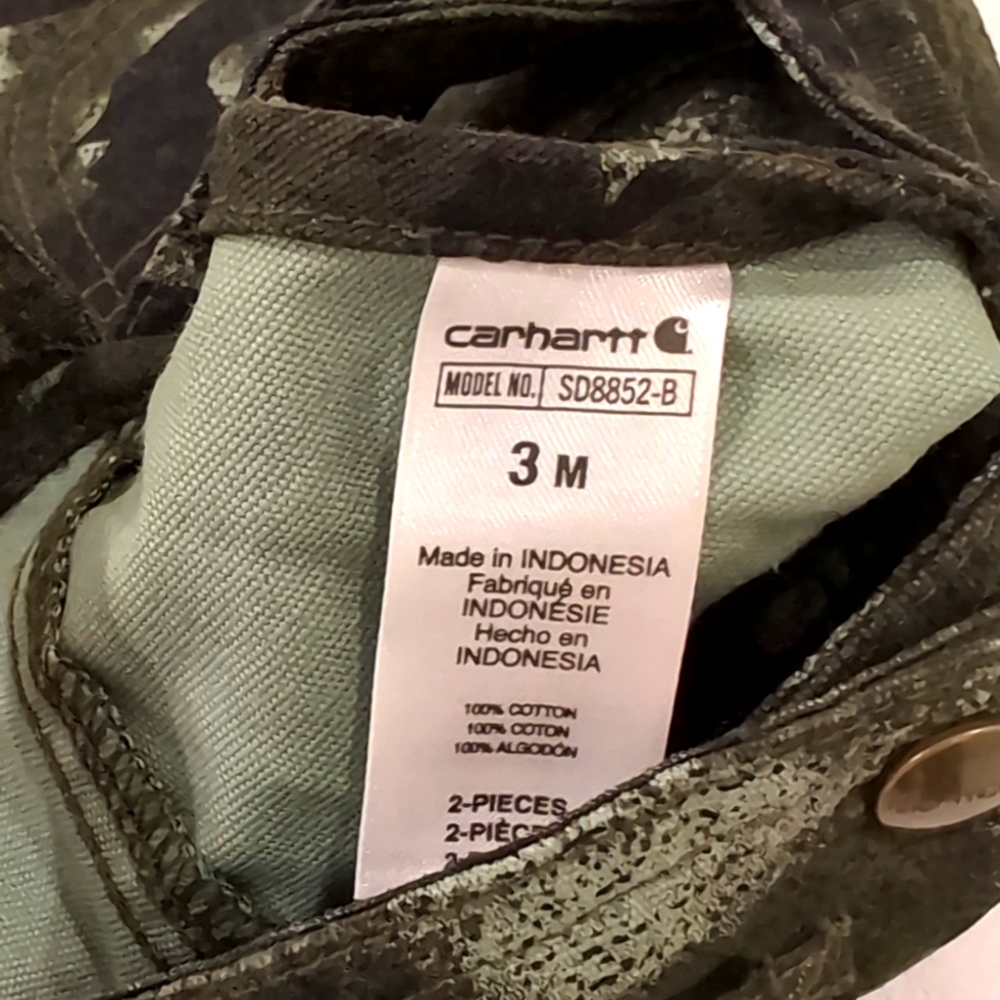 carhartt
MODEL NO. SD8852-B
3 M
Made in INDONESIA
Fabriqué en
INDONÉSIE
Hecho en
INDONESIA
100% COTTON
100% COTON
100% ALGODÓN
2-PIECES